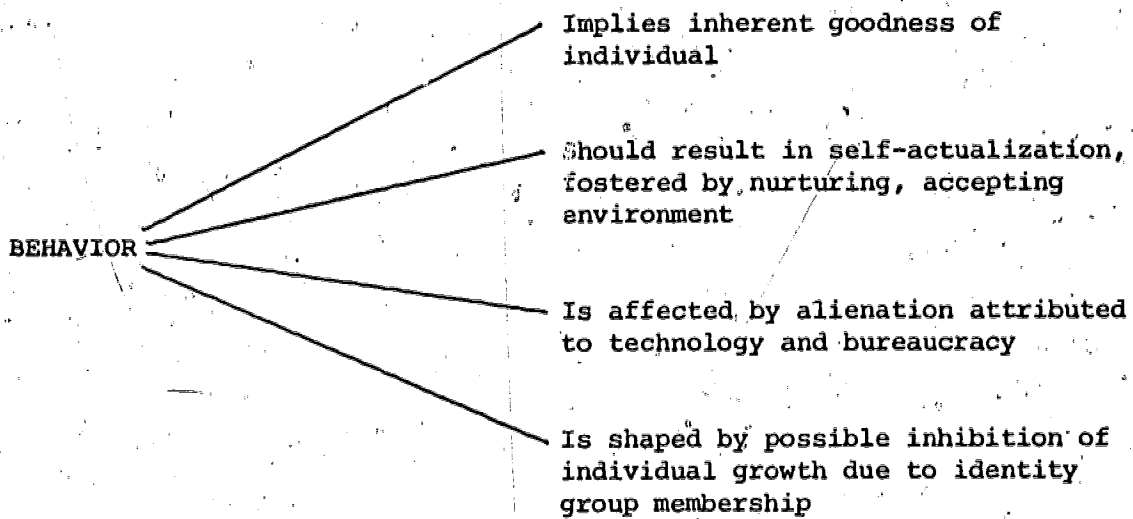 Implies inherent goodness of
individual
Should result in self-actualization,
fostered by nurturing, accepting
environment
BEHAVIOR
Is affected by alienation attributed
to technology and bureaucracy
Is shaped by possible inhibition of
individual growth due to identity
group membership